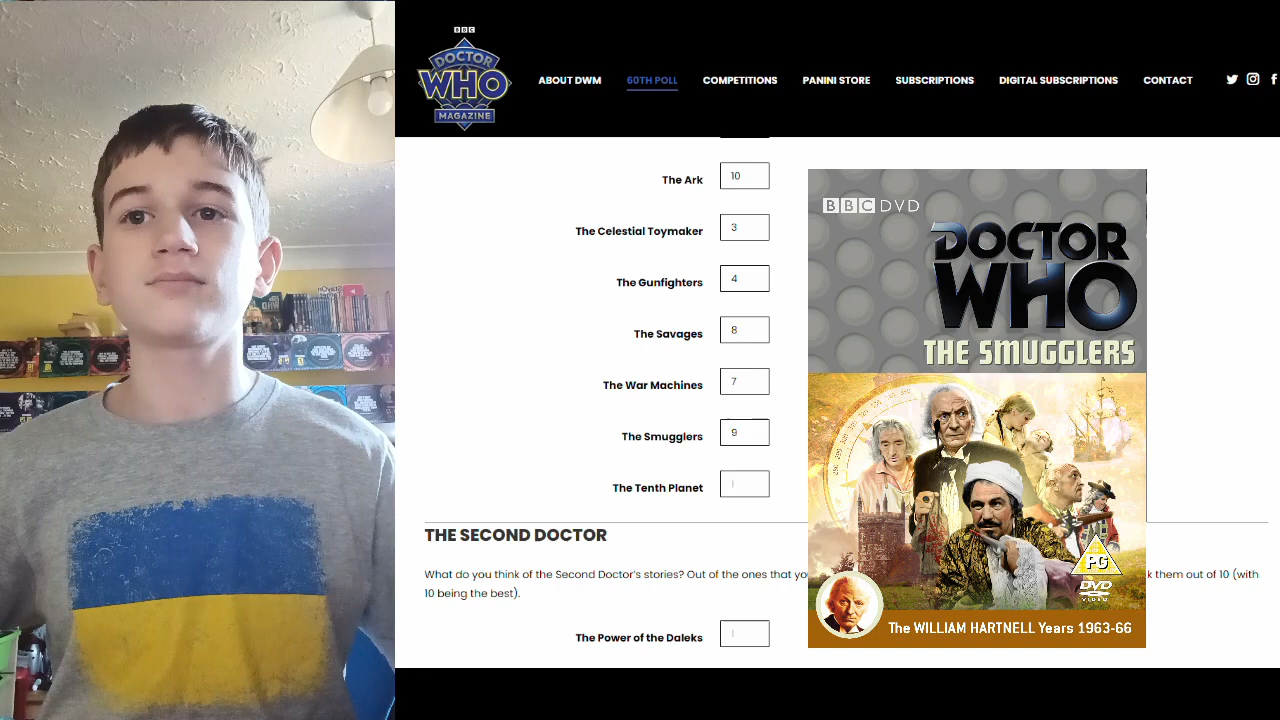 BBC
DOCTOR
WHO
MAGAZINE
ABOUT DWM
60TH POLL
COMPETITIONS
PANINI STORE
SUBSCRIPTIONS
DIGITAL SUBSCRIPTIONS
CONTACT
The Ark 10
The Celestial Toymaker 3
The Gunfighters 4
The Savages 8
The War Machines 7
The Smugglers 9
The Tenth Planet
THE SECOND DOCTOR
What do you think of the Second Doctor's stories? Out of the ones that yo
k them out of 10 (with
10 being the best).
The Power of the Daleks
BBC DVD
DOCTOR
WHO
THE SMUGGLERS
PG
DVD
VIDEO
The WILLIAM HARTNELL Years 1963-66